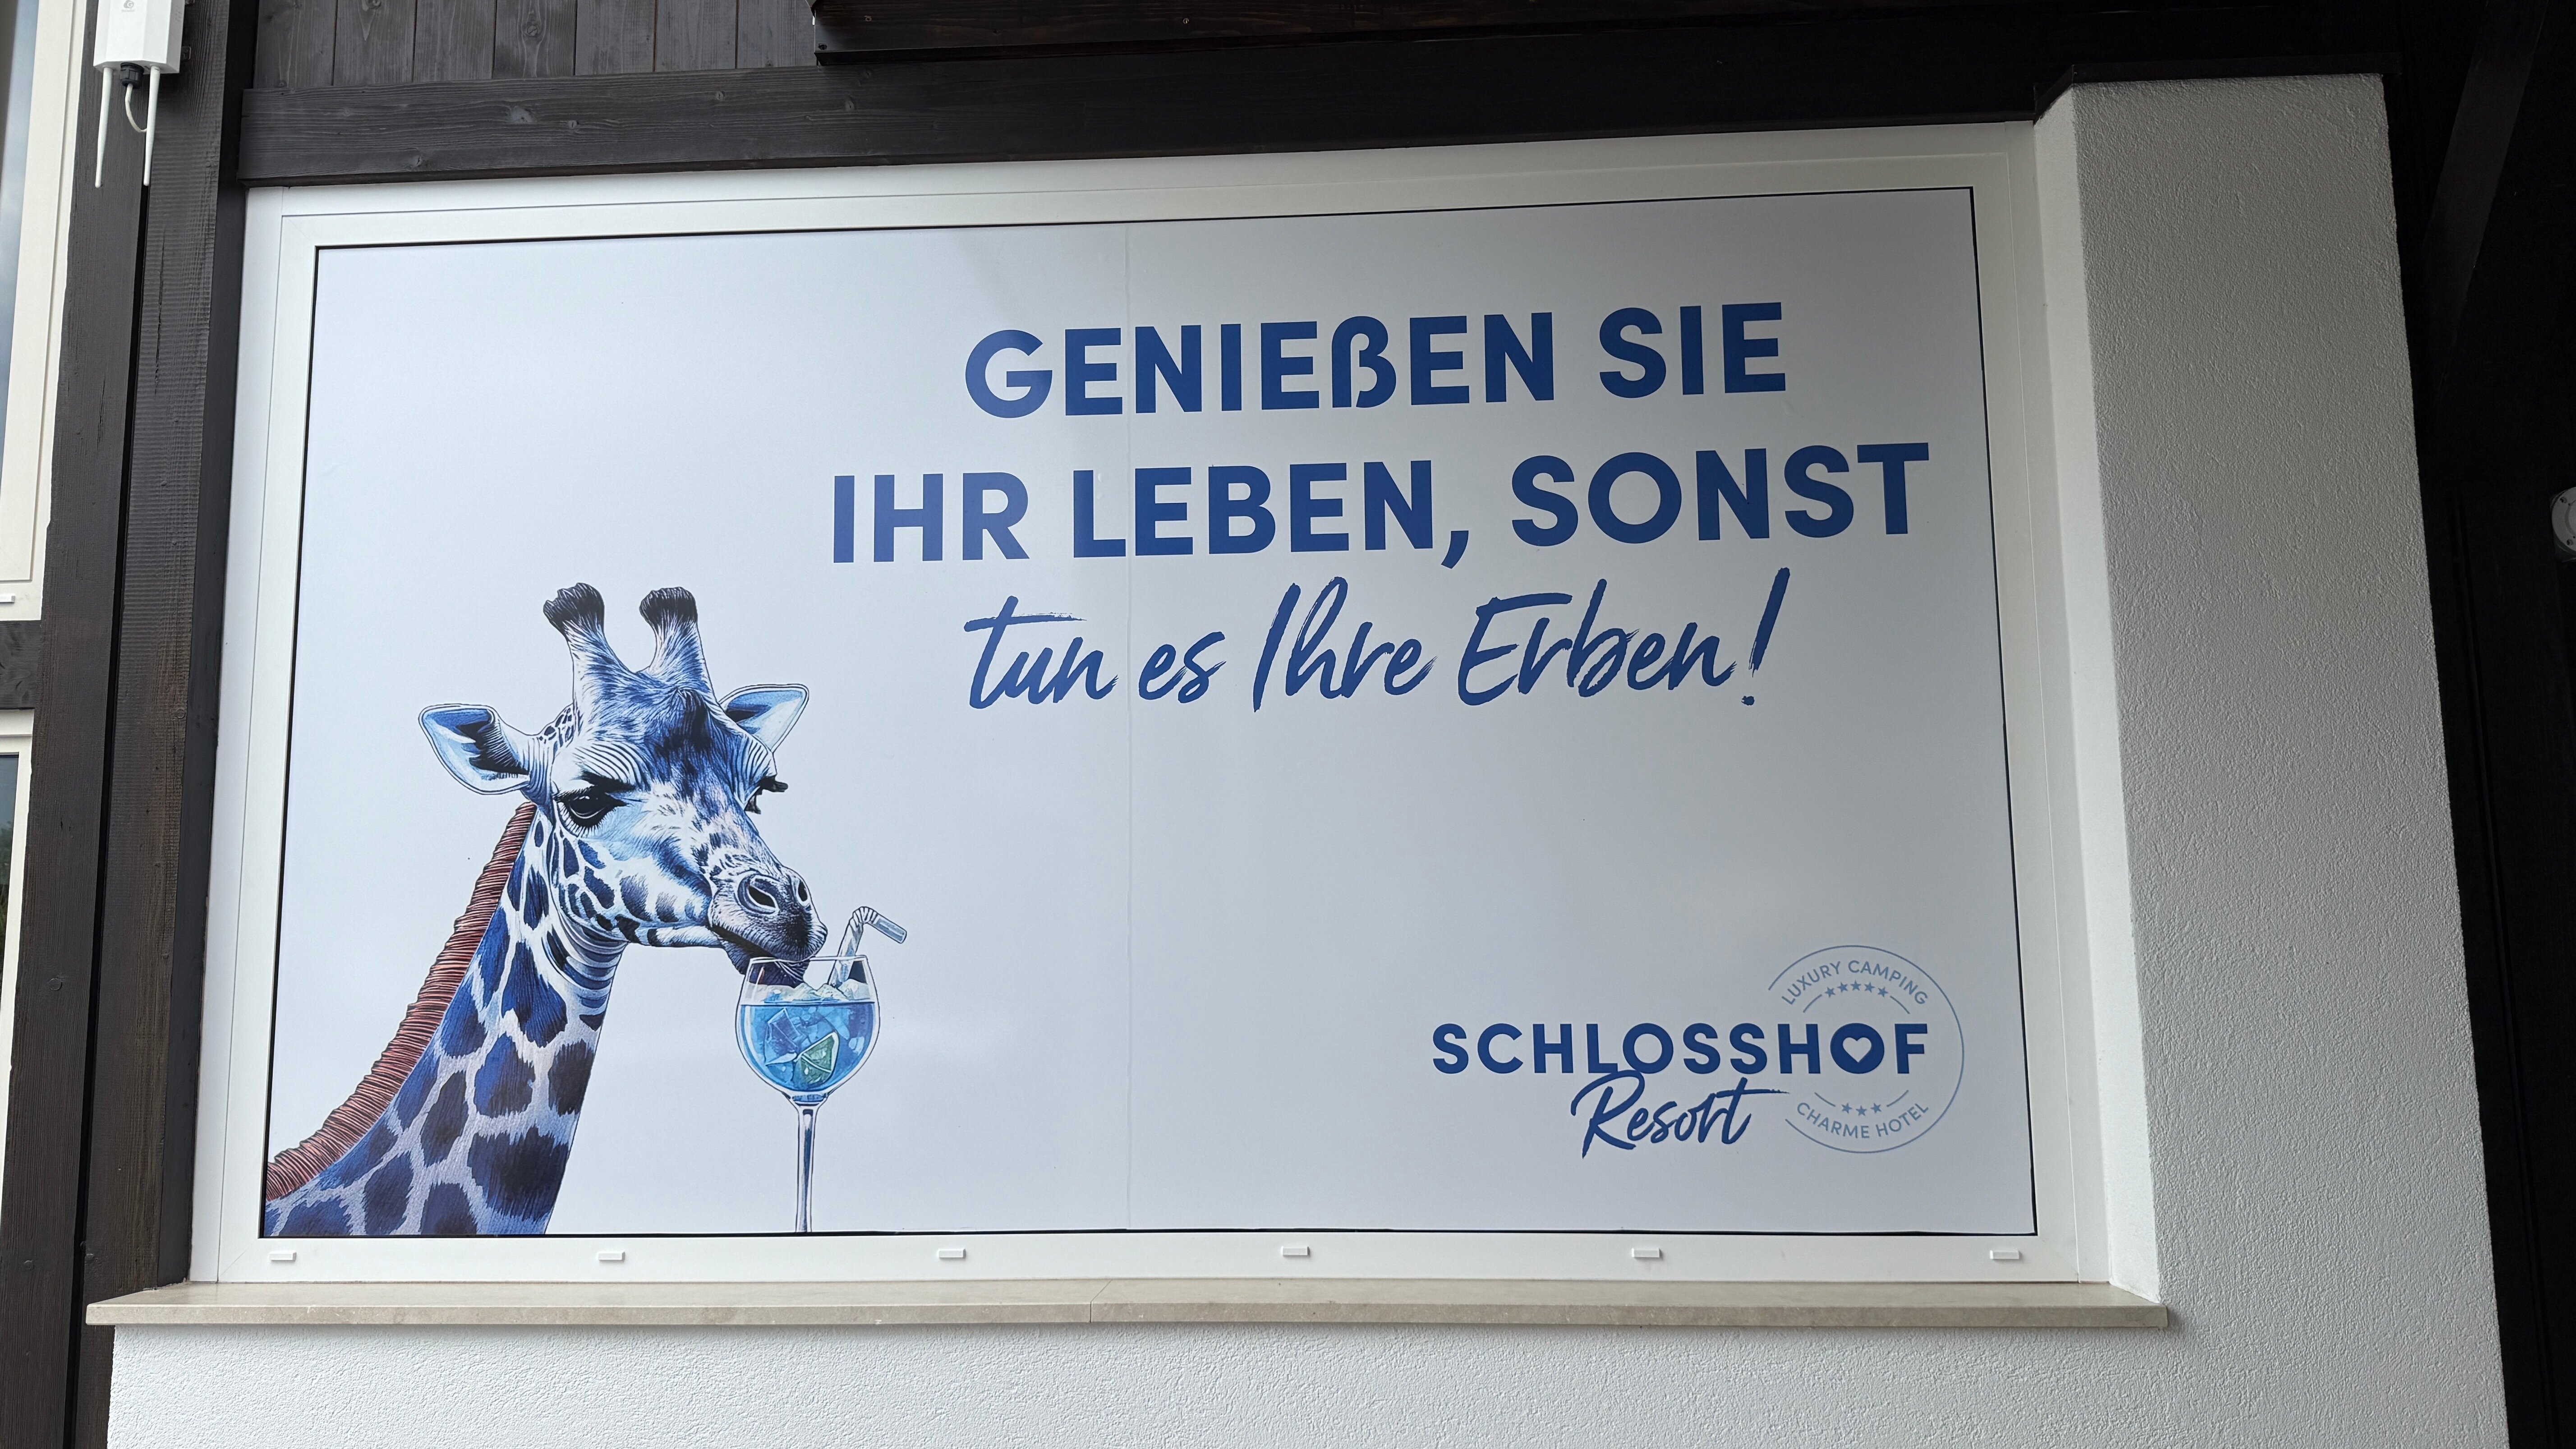 GENIEßEN SIE
IHR LEBEN, SONST
tun es Ihre Erben!
LUXURY CAMPING
SCHLOSSHOF
Resort
CHARME HOTEL